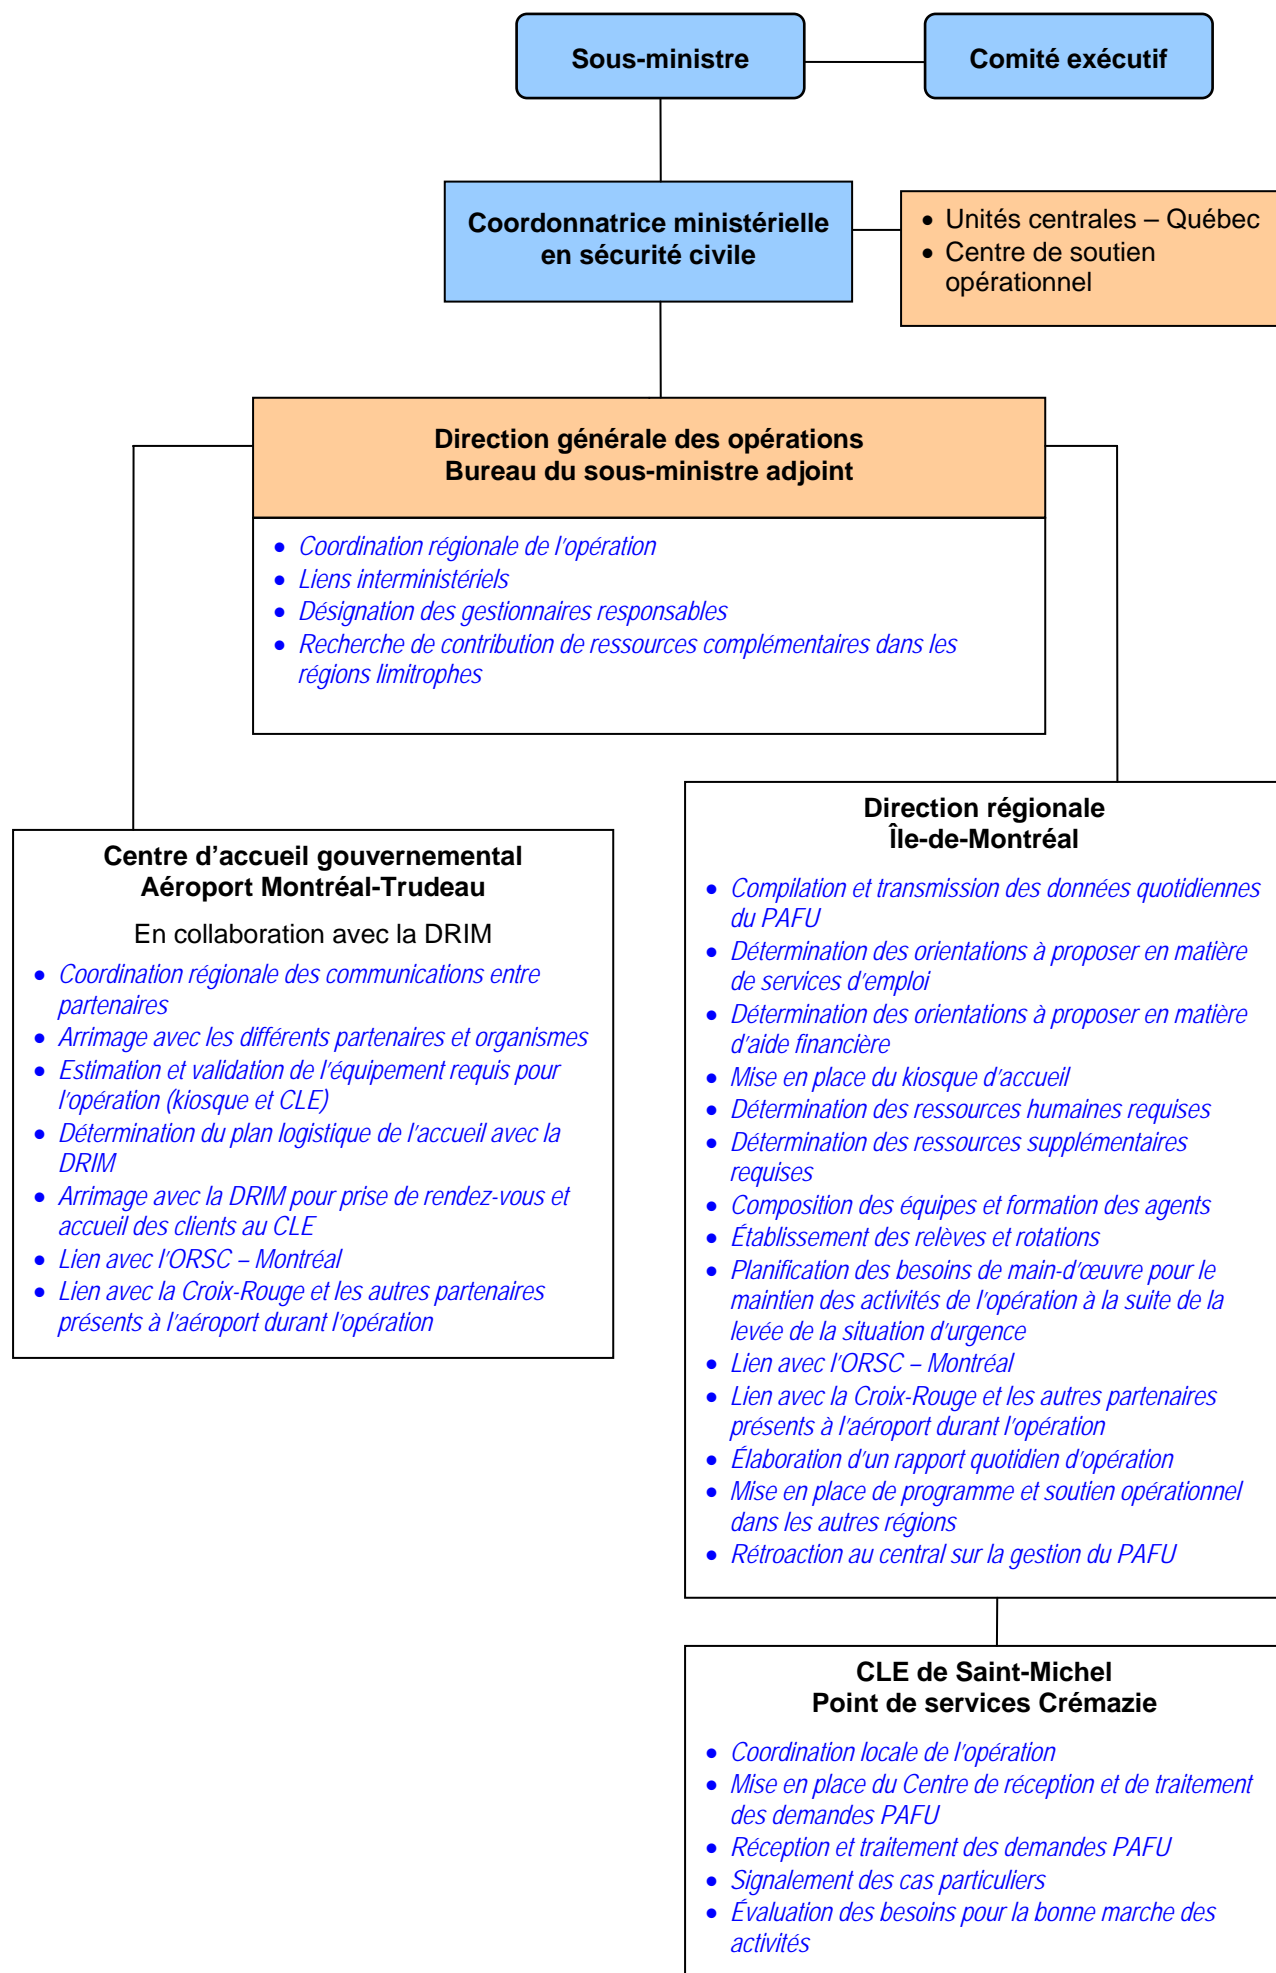 Sous-ministre
Comité exécutif
Coordonnatrice ministérielle
en sécurité civile
• Unités centrales – Québec
• Centre de soutien
opérationnel
Direction générale des opérations
Bureau du sous-ministre adjoint
• Coordination régionale de l'opération
• Liens interministériels
• Désignation des gestionnaires responsables
• Recherche de contribution de ressources complémentaires dans les
régions limitrophes
Centre d'accueil gouvernemental
Aéroport Montréal-Trudeau
En collaboration avec la DRIM
• Coordination régionale des communications entre
partenaires
• Arrimage avec les différents partenaires et organismes
• Estimation et validation de l'équipement requis pour
l'opération (kiosque et CLE)
• Détermination du plan logistique de l'accueil avec la
DRIM
• Arrimage avec la DRIM pour prise de rendez-vous et
accueil des clients au CLE
• Lien avec l'ORSC – Montréal
• Lien avec la Croix-Rouge et les autres partenaires
présents à l'aéroport durant l'opération
Direction régionale
Île-de-Montréal
• Compilation et transmission des données quotidiennes
du PAFU
• Détermination des orientations à proposer en matière
de services d'emploi
• Détermination des orientations à proposer en matière
d'aide financière
• Mise en place du kiosque d'accueil
• Détermination des ressources humaines requises
• Détermination des ressources supplémentaires
requises
• Composition des équipes et formation des agents
• Établissement des relèves et rotations
• Planification des besoins de main-d'œuvre pour le
maintien des activités de l'opération à la suite de la
levée de la situation d'urgence
• Lien avec l'ORSC – Montréal
• Lien avec la Croix-Rouge et les autres partenaires
présents à l'aéroport durant l'opération
• Élaboration d'un rapport quotidien d'opération
• Mise en place de programme et soutien opérationnel
dans les autres régions
• Rétroaction au central sur la gestion du PAFU
CLE de Saint-Michel
Point de services Crémazie
• Coordination locale de l'opération
• Mise en place du Centre de réception et de traitement
des demandes PAFU
• Réception et traitement des demandes PAFU
• Signalement des cas particuliers
• Évaluation des besoins pour la bonne marche des
activités